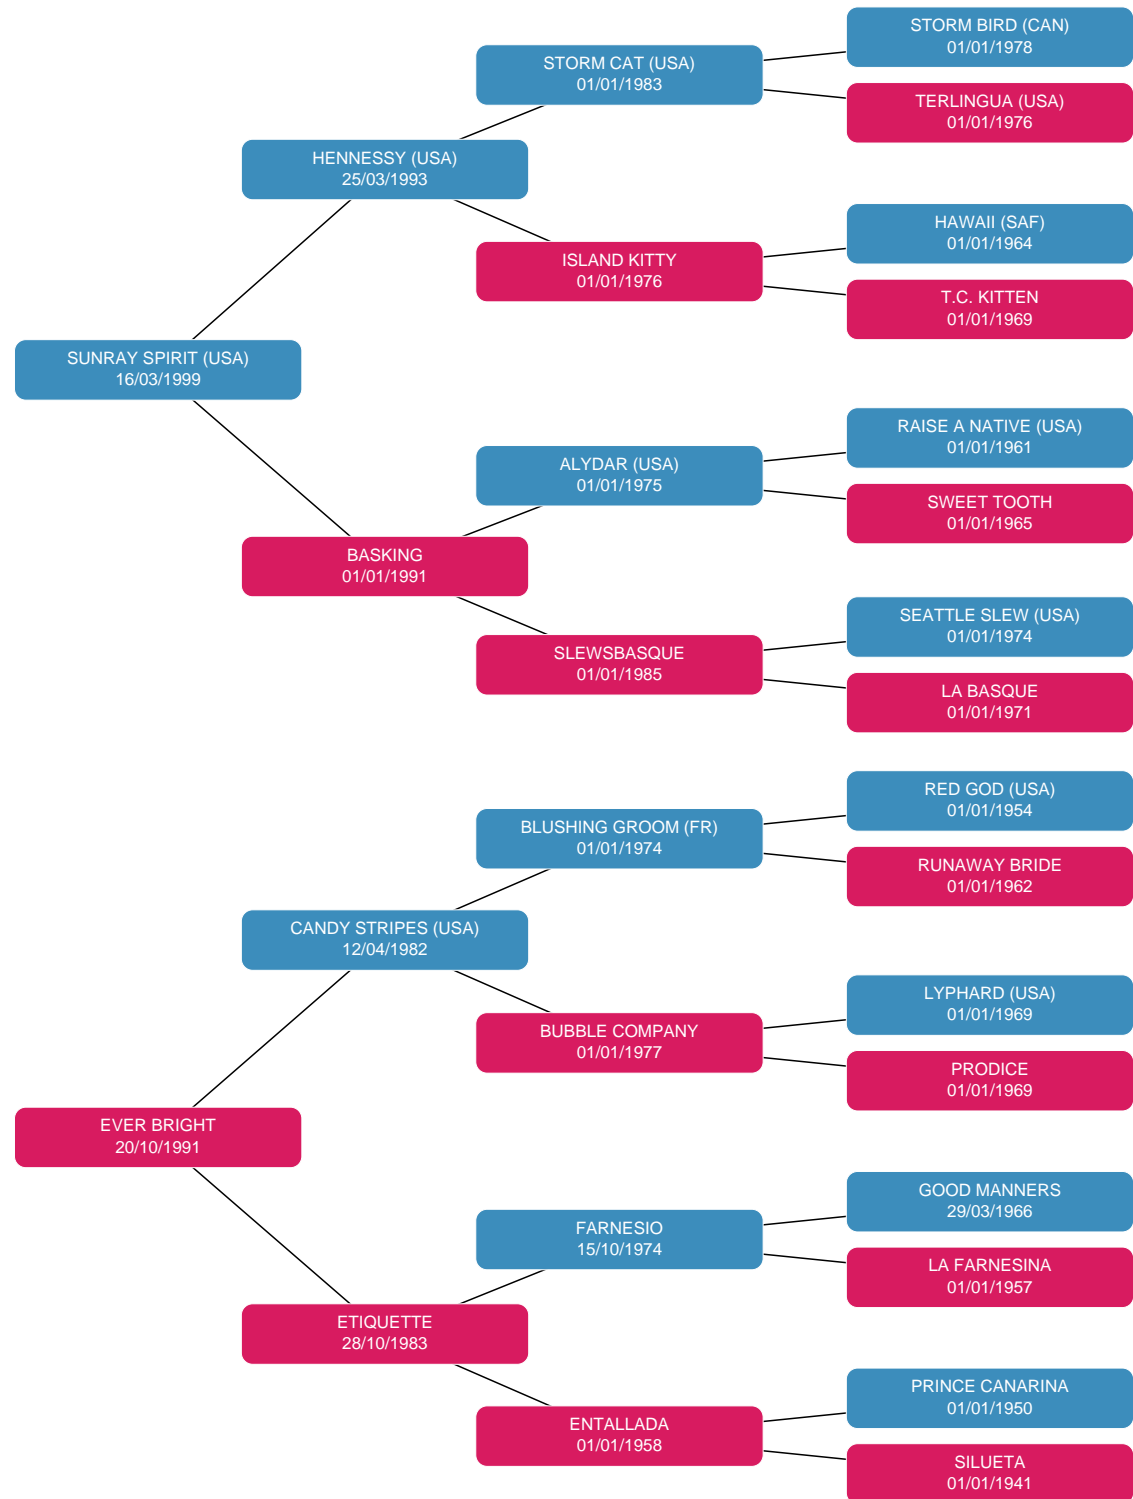 STORM BIRD (CAN)
01/01/1978
STORM CAT (USA)
01/01/1983
TERLINGUA (USA)
01/01/1976
HENNESSY (USA)
25/03/1993
HAWAII (SAF)
01/01/1964
ISLAND KITTY
01/01/1976
T.C. KITTEN
01/01/1969
SUNRAY SPIRIT (USA)
16/03/1999
RAISE A NATIVE (USA)
01/01/1961
ALYDAR (USA)
01/01/1975
SWEET TOOTH
01/01/1965
BASKING
01/01/1991
SEATTLE SLEW (USA)
01/01/1974
SLEWSBASQUE
01/01/1985
LA BASQUE
01/01/1971
RED GOD (USA)
01/01/1954
BLUSHING GROOM (FR)
01/01/1974
RUNAWAY BRIDE
01/01/1962
CANDY STRIPES (USA)
12/04/1982
LYPHARD (USA)
01/01/1969
BUBBLE COMPANY
01/01/1977
PRODICE
01/01/1969
EVER BRIGHT
20/10/1991
GOOD MANNERS
29/03/1966
FARNESIO
15/10/1974
LA FARNESINA
01/01/1957
ETIQUETTE
28/10/1983
PRINCE CANARINA
01/01/1950
ENTALLADA
01/01/1958
SILUETA
01/01/1941